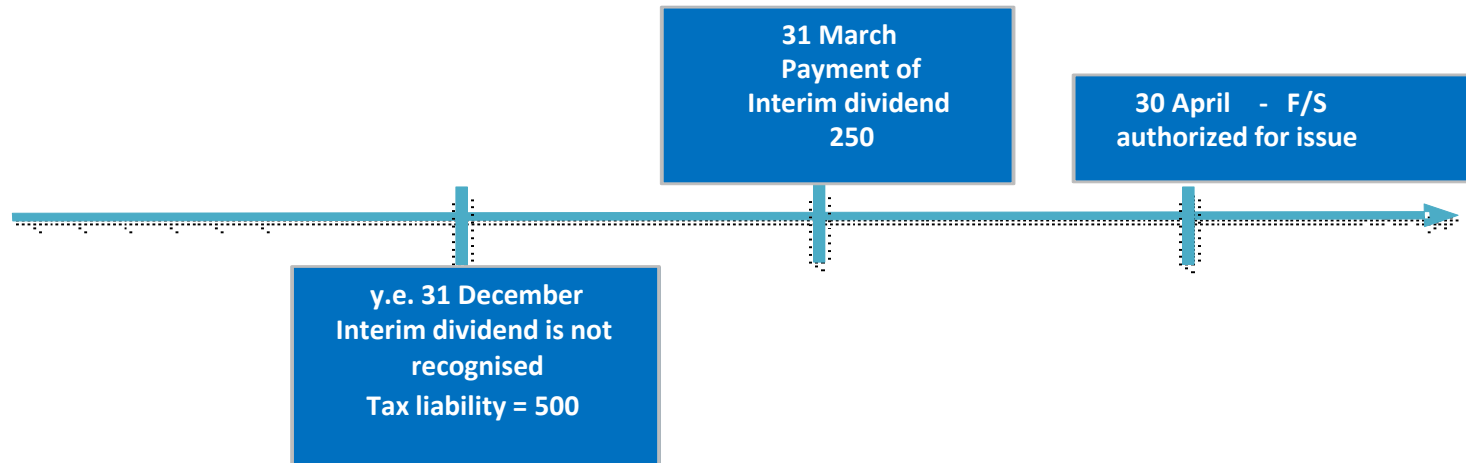 31 March
Payment of
Interim dividend
250
30 April - F/S
authorized for issue
y.e. 31 December
Interim dividend is not
recognised
Tax liability = 500